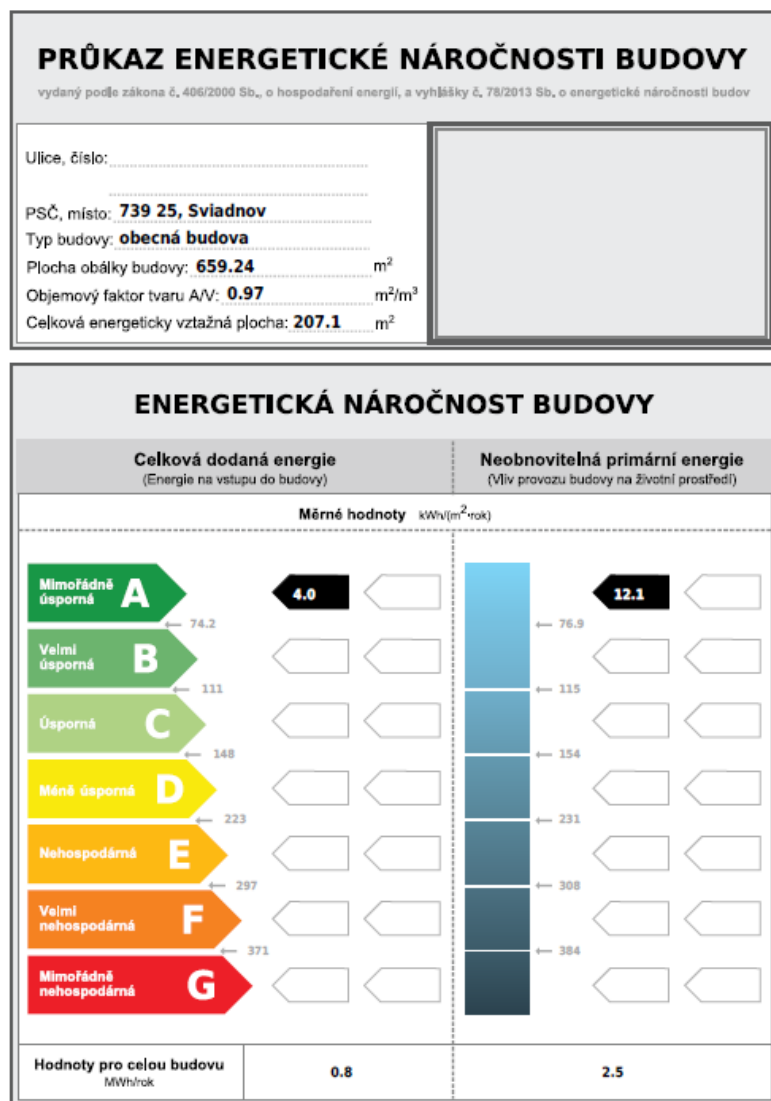 PRŮKAZ ENERGETICKÉ NÁROČNOSTI BUDOVY
vydaný podle zákona č. 406/2000 Sb., o hospodaření energií, a vyhlášky č. 78/2013 Sb. o energetické náročnosti budov
Ulice, číslo:
PSČ, místo: 739 25, Sviadnov
Typ budovy: obecná budova
Plocha obálky budovy: 659.24 m²
Objemový faktor tvaru A/V: 0.97 m²/m³
Celková energeticky vztažná plocha: 207.1 m²
ENERGETICKÁ NÁROČNOST BUDOVY
Celková dodaná energie
(Energie na vstupu do budovy)
Neobnovitelná primární energie
(Vliv provozu budovy na životní prostředí)
Měrné hodnoty kWh/(m²·rok)
Mimořádně úsporná A 4.0 12.1
74.2 76.9
Velmi úsporná B
111 115
Úsporná C
148 154
Méně úsporná D
223 231
Nehospodárná E
297 308
Velmi nehospodárná F
371 384
Mimořádně nehospodárná G
Hodnoty pro celou budovu
MWh/rok
0.8 2.5